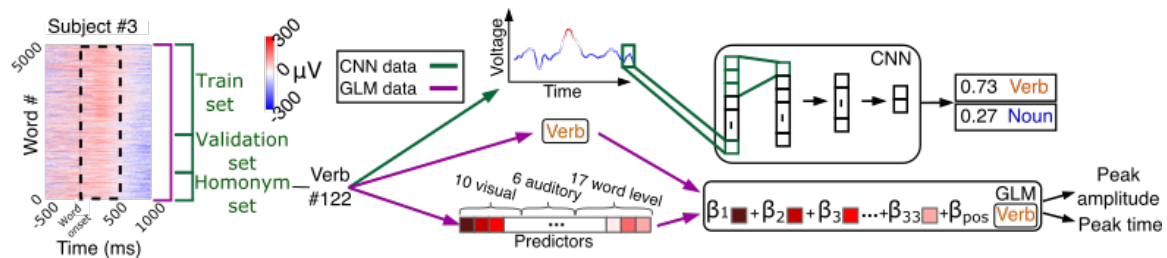 Subject #3
5000
Word #
0
-500
Word
onset
500
1000
Time (ms)
300
0
-300
μV
Train
set
Validation
set
Homonym
set
Verb
#122
CNN data
GLM data
Voltage
Time
Verb
10 visual
6 auditory
17 word level
...
Predictors
CNN
0.73 Verb
0.27 Noun
GLM
β1 +β2 +β3 ...+β33 +βpos Verb
Peak
amplitude
Peak time